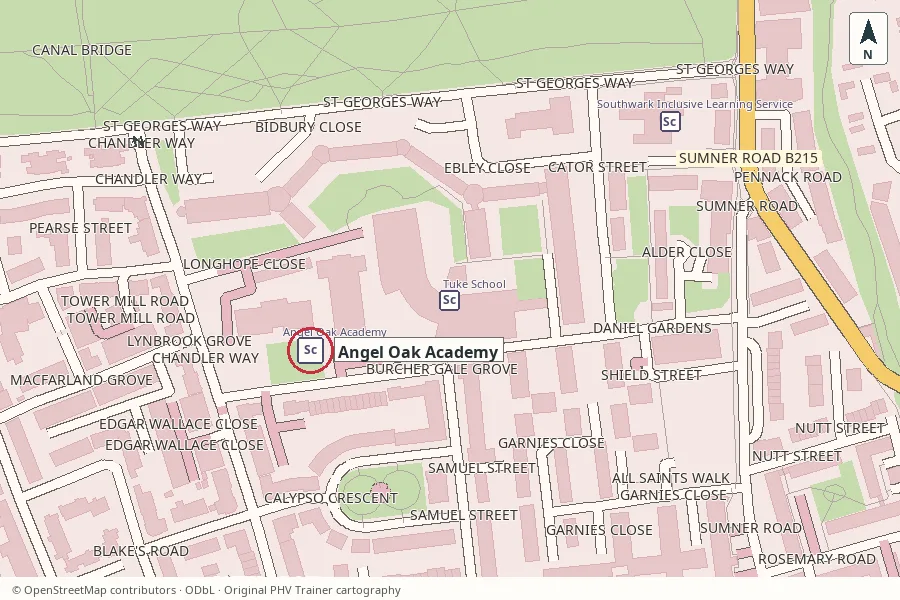 CANAL BRIDGE
N
ST GEORGES WAY
ST GEORGES WAY
ST GEORGES WAY
Southwark Inclusive Learning Service
Sc
ST GEORGES WAY
BIDBURY CLOSE
CHANDLER WAY
SUMNER ROAD B215
EBLEY CLOSE
CATOR STREET
PENNACK ROAD
CHANDLER WAY
SUMNER ROAD
PEARSE STREET
ALDER CLOSE
LONGHOPE CLOSE
Tuke School
Sc
TOWER MILL ROAD
TOWER MILL ROAD
DANIEL GARDENS
Angel Oak Academy
LYNBROOK GROVE
Sc
Angel Oak Academy
CHANDLER WAY
BURCHER GALE GROVE
SHIELD STREET
MACFARLAND GROVE
EDGAR WALLACE CLOSE
NUTT STREET
EDGAR WALLACE CLOSE
GARNIES CLOSE
NUTT STREET
SAMUEL STREET
ALL SAINTS WALK
CALYPSO CRESCENT
GARNIES CLOSE
SAMUEL STREET
GARNIES CLOSE
SUMNER ROAD
BLAKE'S ROAD
ROSEMARY ROAD
© OpenStreetMap contributors · ODbL · Original PHV Trainer cartography